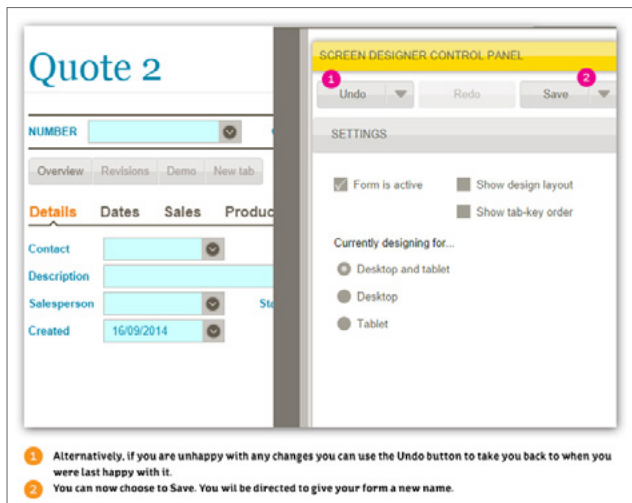 Quote 2
NUMBER
Overview Revisions Demo New tab
Details Dates Sales Produc
Contact
Description
Salesperson Sta
Created 16/09/2014
SCREEN DESIGNER CONTROL PANEL
1 2
Undo Redo Save
SETTINGS
Form is active Show design layout
Show tab-key order
Currently designing for...
Desktop and tablet
Desktop
Tablet
1 Alternatively, if you are unhappy with any changes you can use the Undo button to take you back to when you
were last happy with it.
2 You can now choose to Save. You will be directed to give your form a new name.